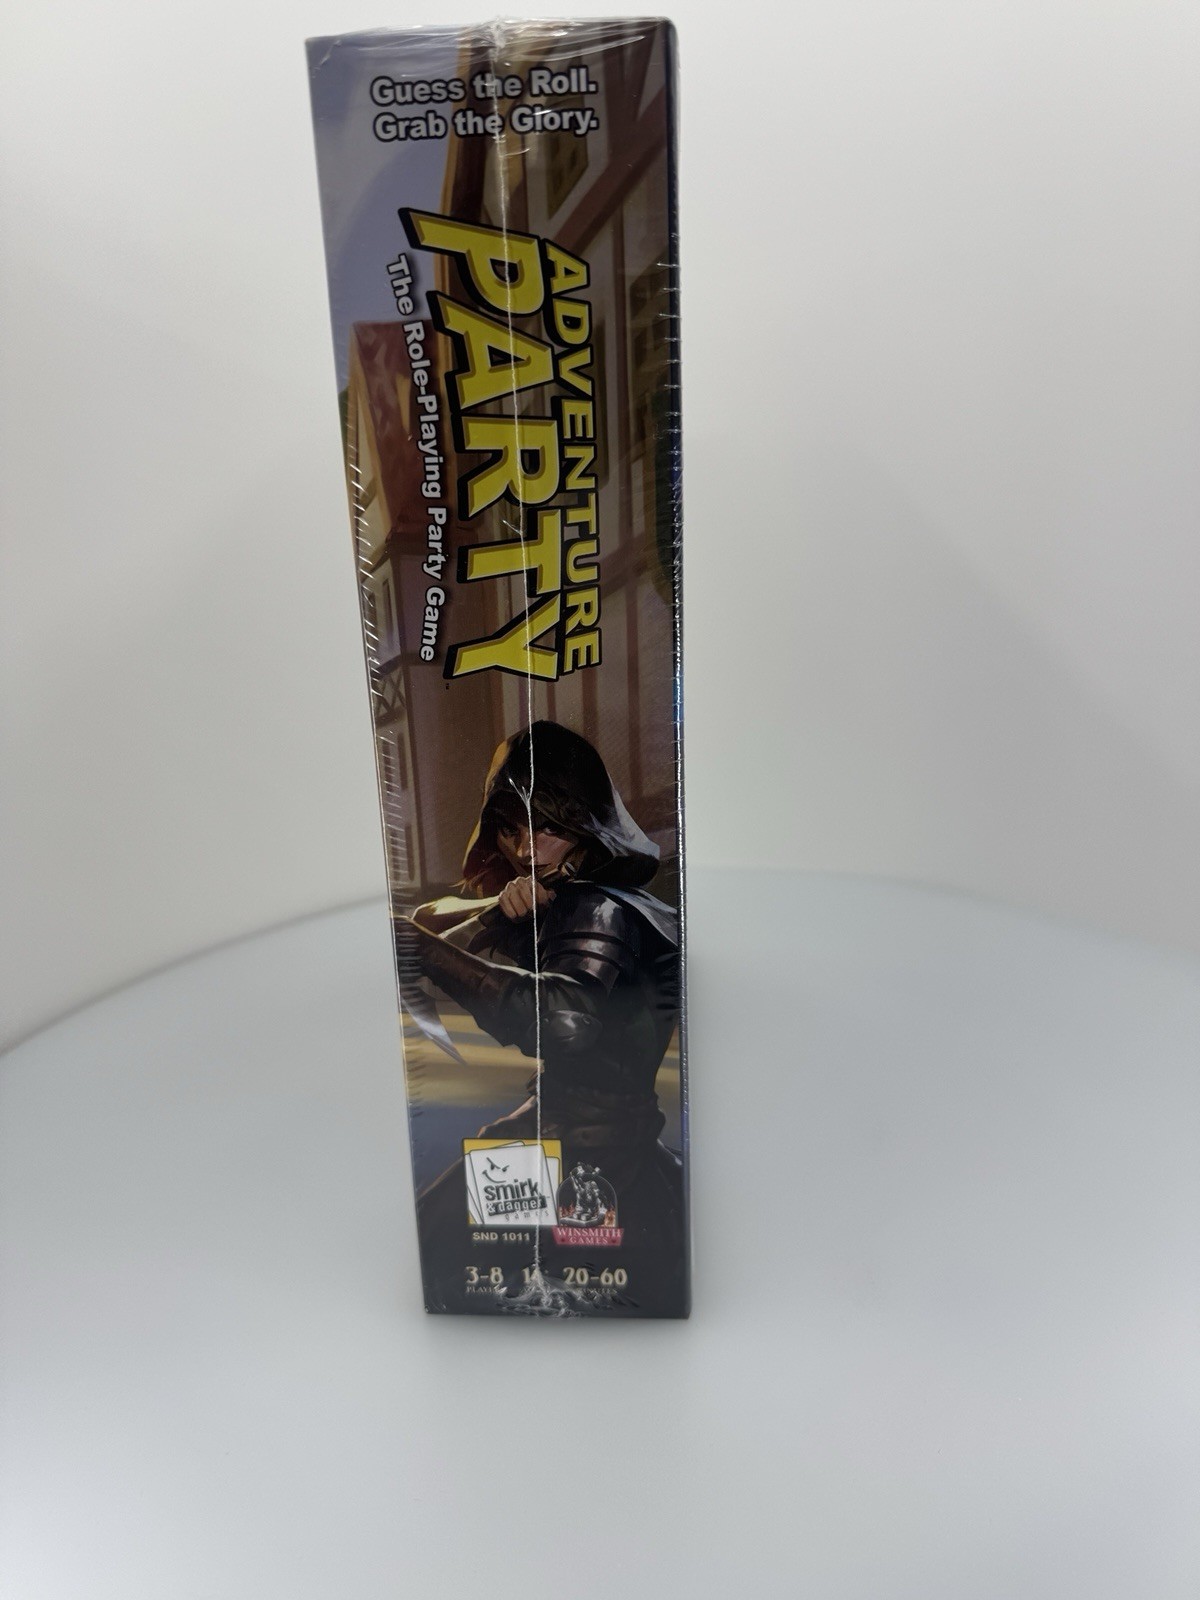 Guess the Roll.
Grab the Glory.
ADVENTURE
PARTY
The Role-Playing Party Game
smirk
& dagger
games
SND 1011
WINSMITH
GAMES
3-8 20-60